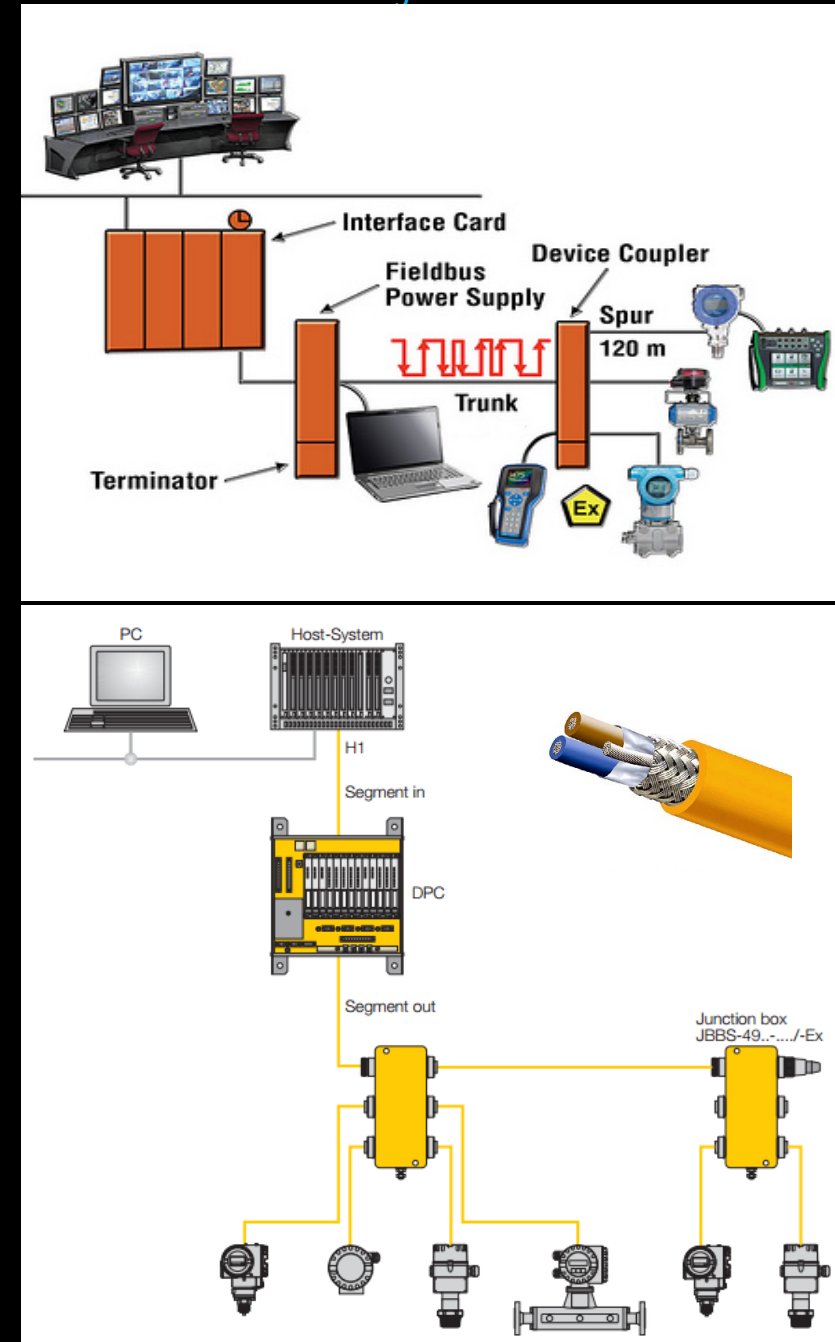 Interface Card
Device Coupler
Fieldbus
Power Supply
Spur
120 m
Trunk
Terminator
Ex
PC
Host-System
H1
Segment in
DPC
Segment out
Junction box
JBBS-49..-..../-Ex